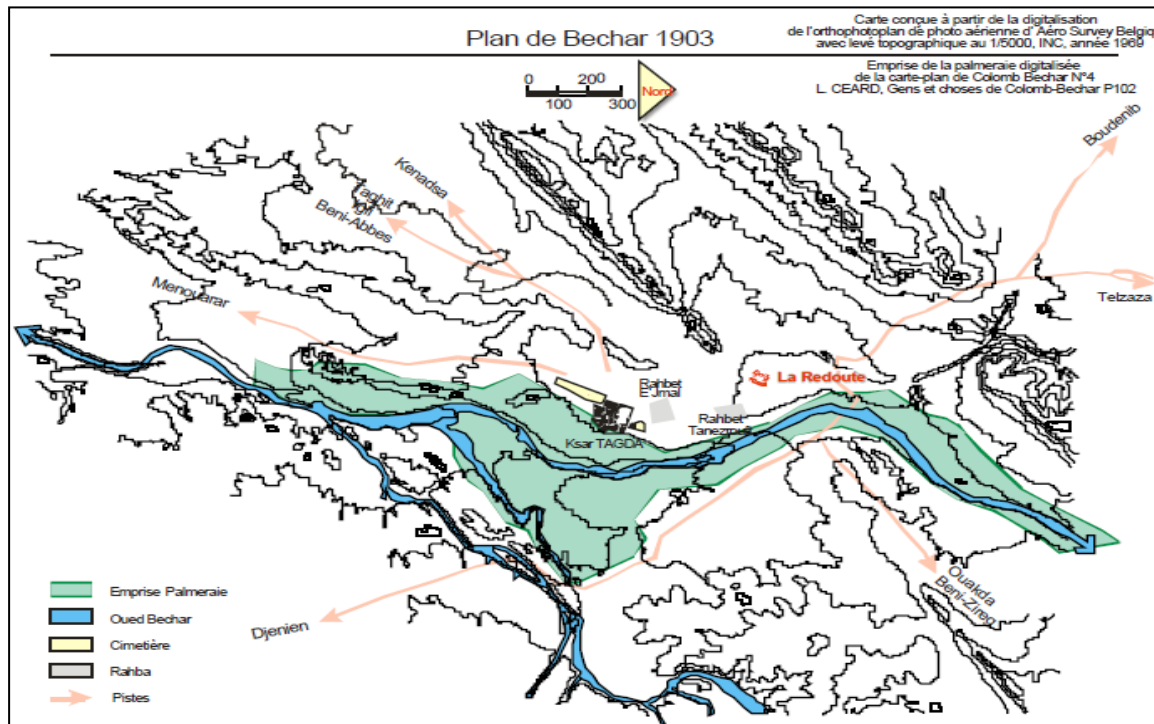 Plan de Bechar 1903
Carte conçue à partir de la digitalisation
de l'orthophotoplan de photo aérienne d' Aéro Survey Belgiq
avec levé topographique au 1/5000, INC, année 1969
Emprise de la palmeraie digitalisée
de la carte-plan de Colomb Bechar N°4
L. CEARD, Gens et choses de Colomb-Bechar P102
0 200
100 300
Nord
Boudenib
Kenadsa
Taghit
Igli
Beni-Abbes
Menouarar
Telzaza
La Redoute
Rahbet
E'Jmal
Rahbet
Ksar TAGDA
Ouakda
Beni-Zireg
Djenien
Emprise Palmeraie
Oued Bechar
Cimetière
Rahba
Pistes